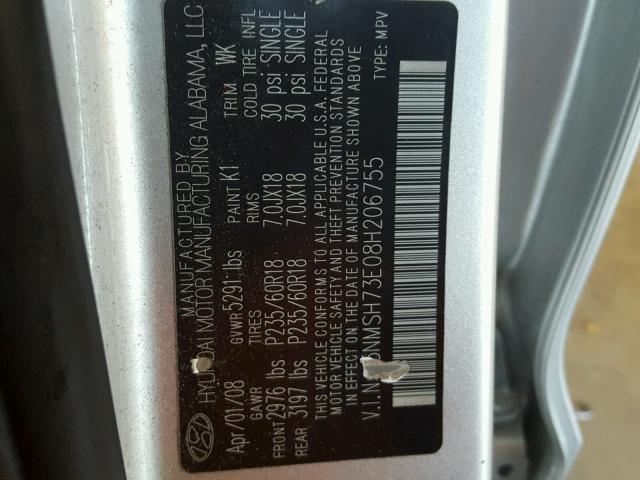 MANUFACTURED BY
HYUNDAI MOTOR MANUFACTURING ALABAMA, LLC
Apr/01/08 GVWR 5291 lbs PAINT K1 TRIM WK
GAWR TIRES RIMS COLD TIRE INFL
FRONT 2976 lbs P235/60R18 7.0JX18 30 psi SINGLE
REAR 3197 lbs P235/60R18 7.0JX18 30 psi SINGLE
THIS VEHICLE CONFORMS TO ALL APPLICABLE U.S.A. FEDERAL
MOTOR VEHICLE SAFETY AND THEFT PREVENTION STANDARDS
IN EFFECT ON THE DATE OF MANUFACTURE SHOWN ABOVE
V.I.N. 5NMSH73E08H206755 TYPE: MPV